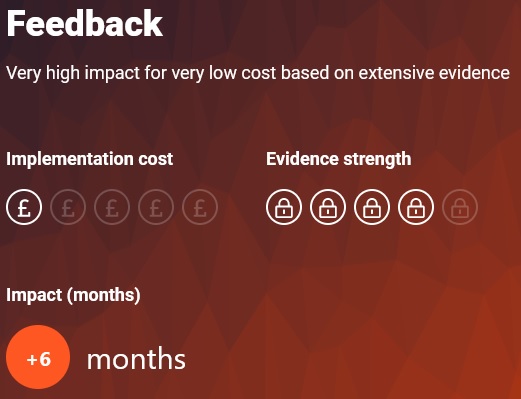 Feedback
Very high impact for very low cost based on extensive evidence
Implementation cost
Evidence strength
£ £ £ £ £
Impact (months)
+6 months